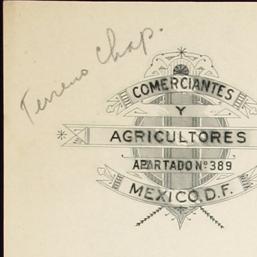 Terreno Chap.
COMERCIANTES
Y
AGRICULTORES
APARTADO Nº 389
MEXICO, D.F.